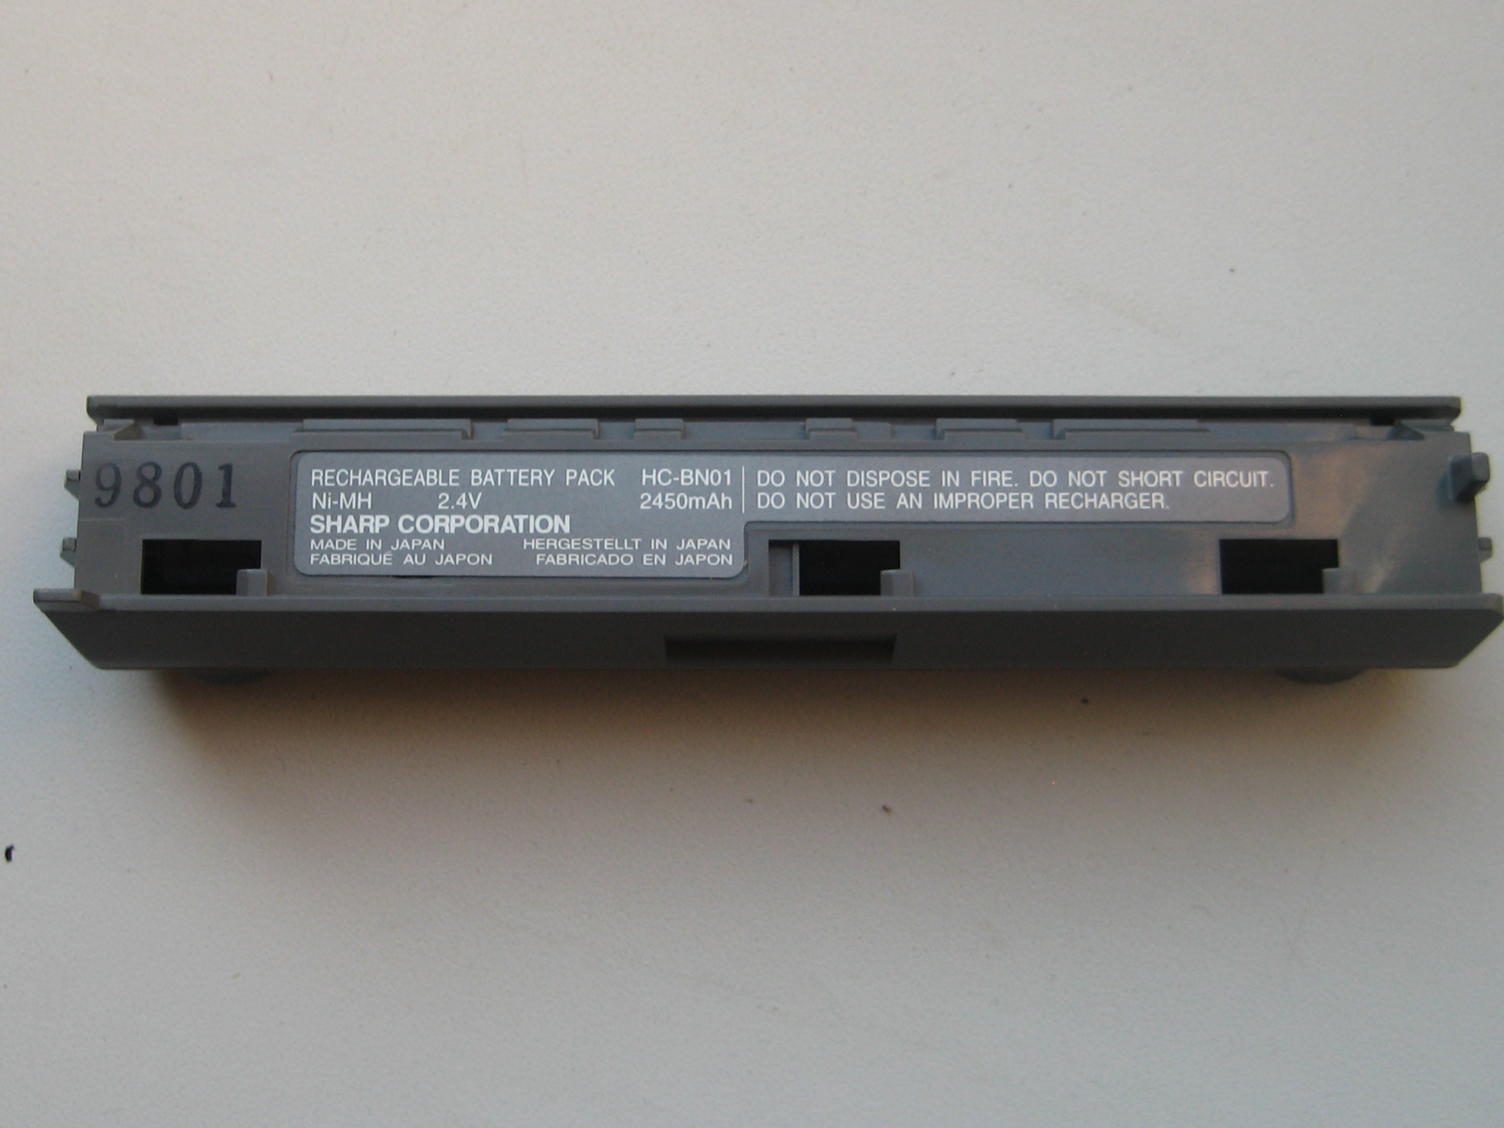 9801
RECHARGEABLE BATTERY PACK HC-BN01
Ni-MH 2.4V 2450mAh
SHARP CORPORATION
MADE IN JAPAN HERGESTELLT IN JAPAN
FABRIQUÉ AU JAPON FABRICADO EN JAPON
DO NOT DISPOSE IN FIRE. DO NOT SHORT CIRCUIT.
DO NOT USE AN IMPROPER RECHARGER.